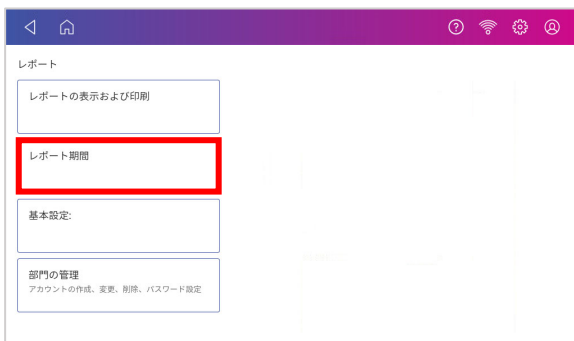 レポート
レポートの表示および印刷
レポート期間
基本設定:
部門の管理
アカウントの作成、変更、削除、パスワード設定